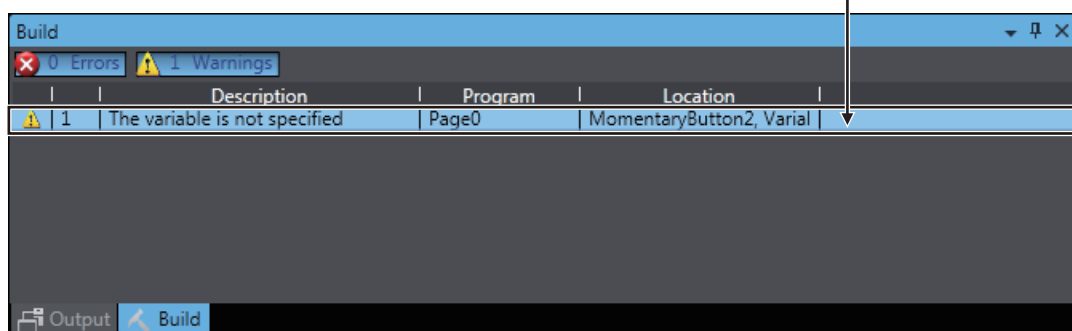 Build
0 Errors 1 Warnings
Description Program Location
1 The variable is not specified Page0 MomentaryButton2, Varial
Output Build